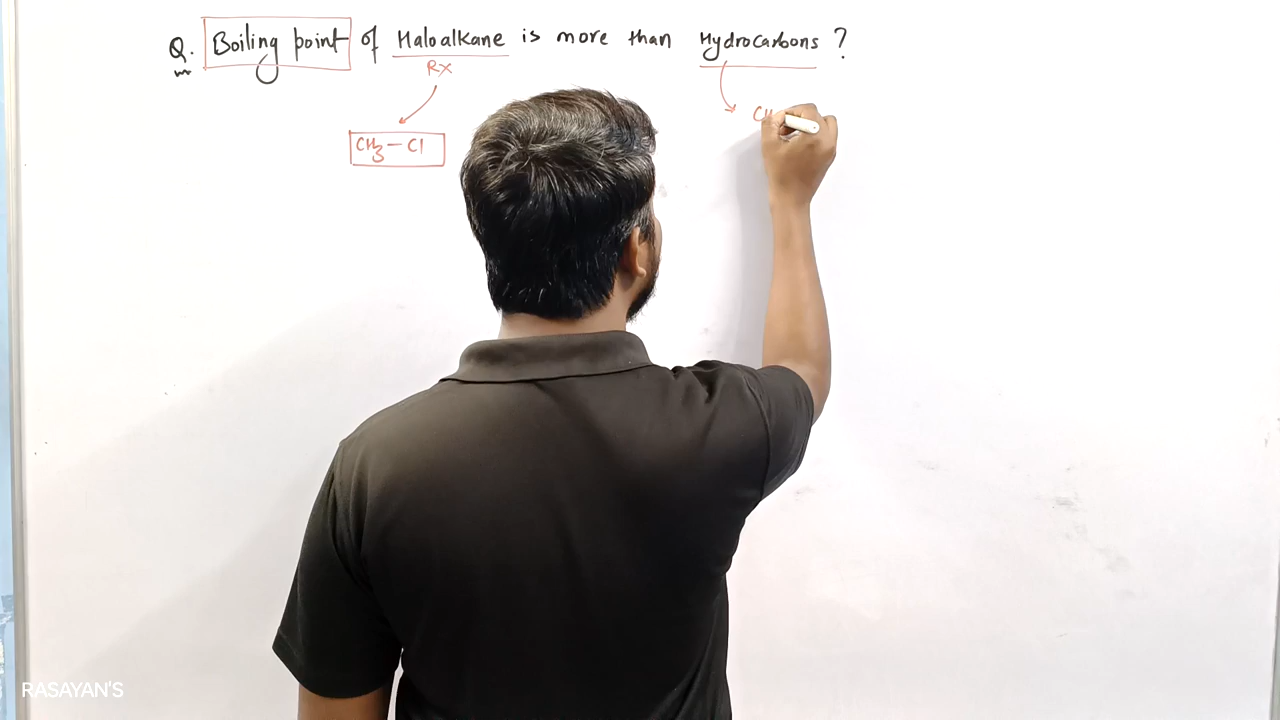 Q. Boiling point of Haloalkane is more than Hydrocarbons ?
RX
CH3 – Cl
RASAYAN'S